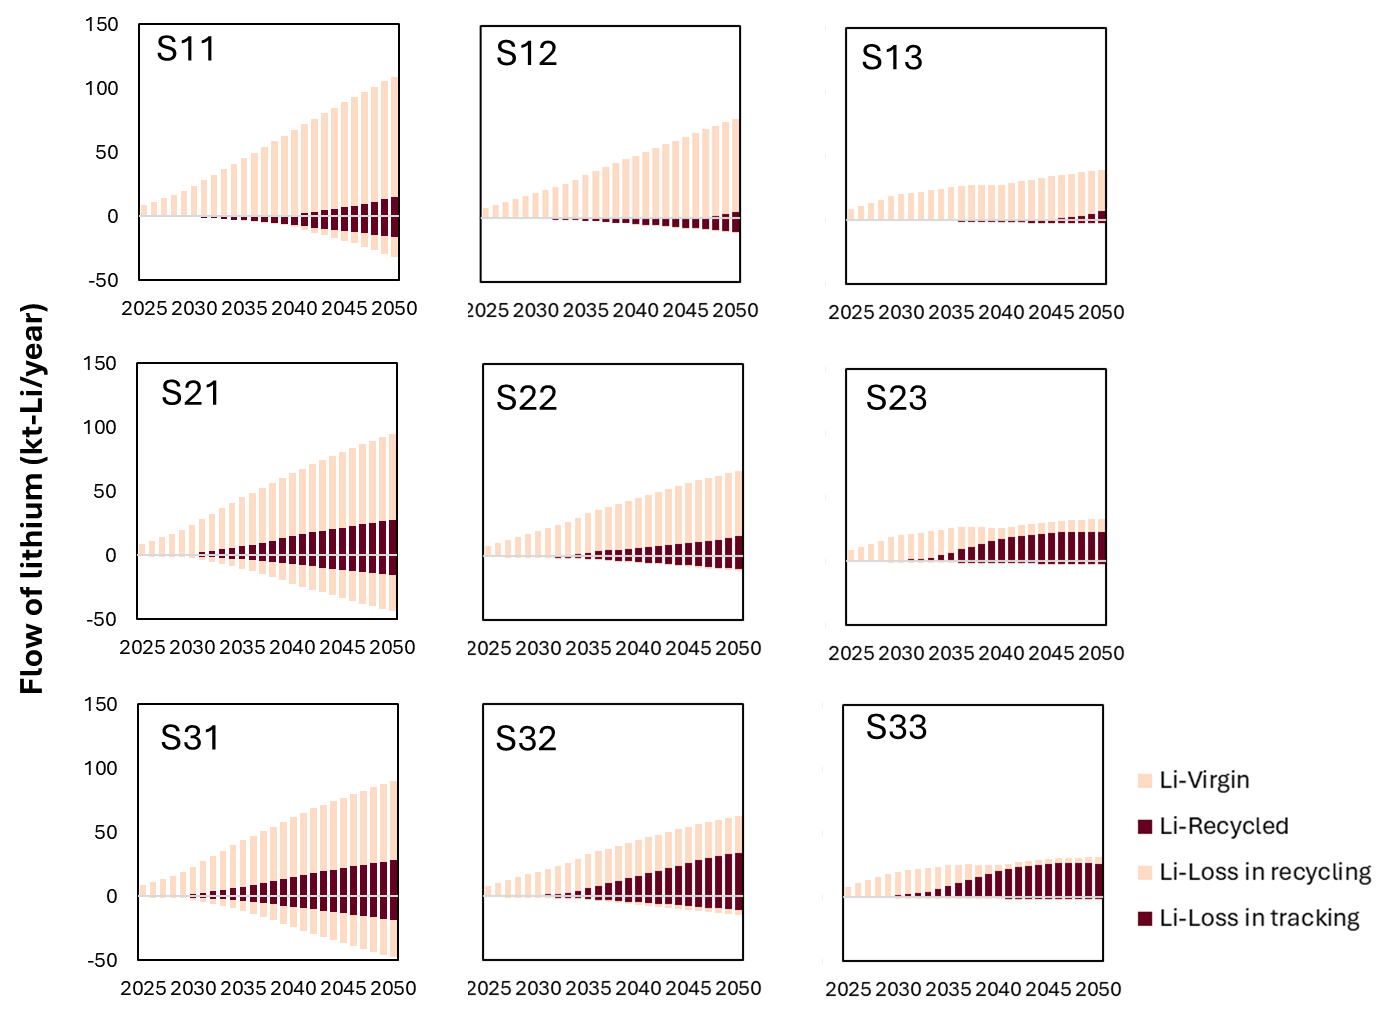 Flow of lithium (kt-Li/year)
S11
150
100
50
0
-50
2025 2030 2035 2040 2045 2050
S12
2025 2030 2035 2040 2045 2050
S13
2025 2030 2035 2040 2045 2050
S21
150
100
50
0
-50
2025 2030 2035 2040 2045 2050
S22
2025 2030 2035 2040 2045 2050
S23
2025 2030 2035 2040 2045 2050
S31
150
100
50
0
-50
2025 2030 2035 2040 2045 2050
S32
2025 2030 2035 2040 2045 2050
S33
2025 2030 2035 2040 2045 2050
Li-Virgin
Li-Recycled
Li-Loss in recycling
Li-Loss in tracking